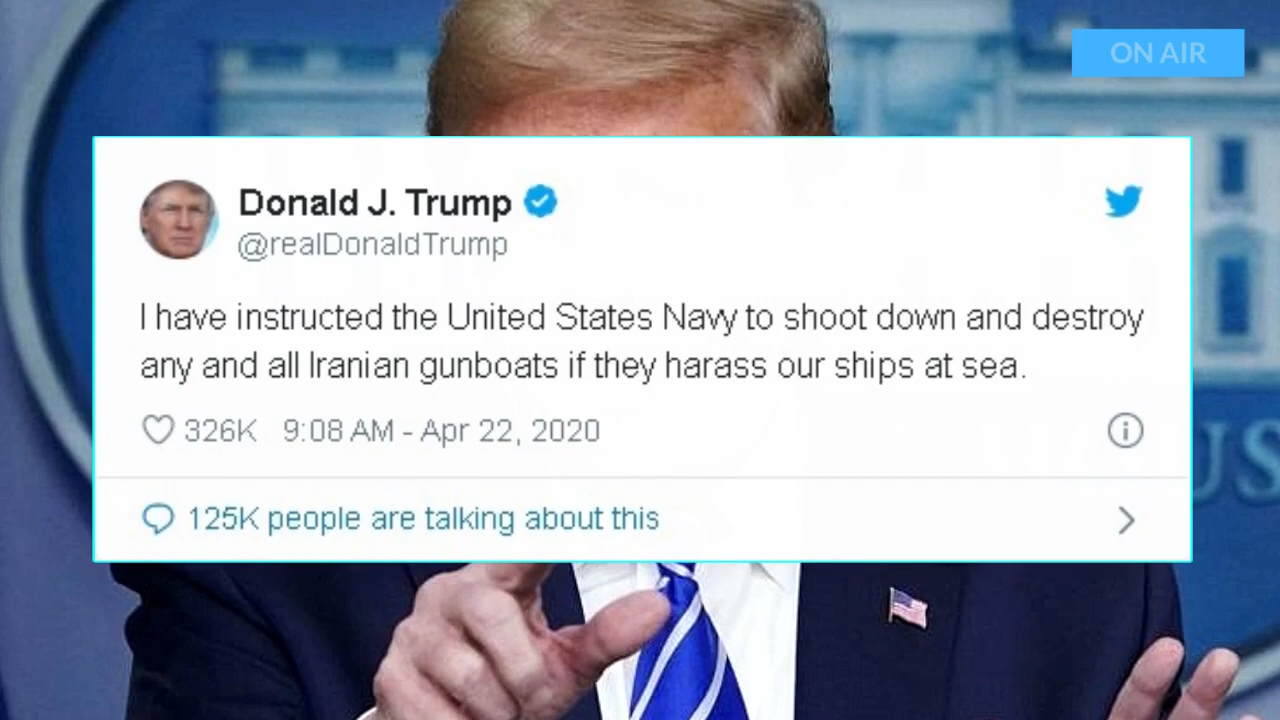 ON AIR
Donald J. Trump
@realDonaldTrump
I have instructed the United States Navy to shoot down and destroy
any and all Iranian gunboats if they harass our ships at sea.
326K 9:08 AM - Apr 22, 2020
125K people are talking about this
US